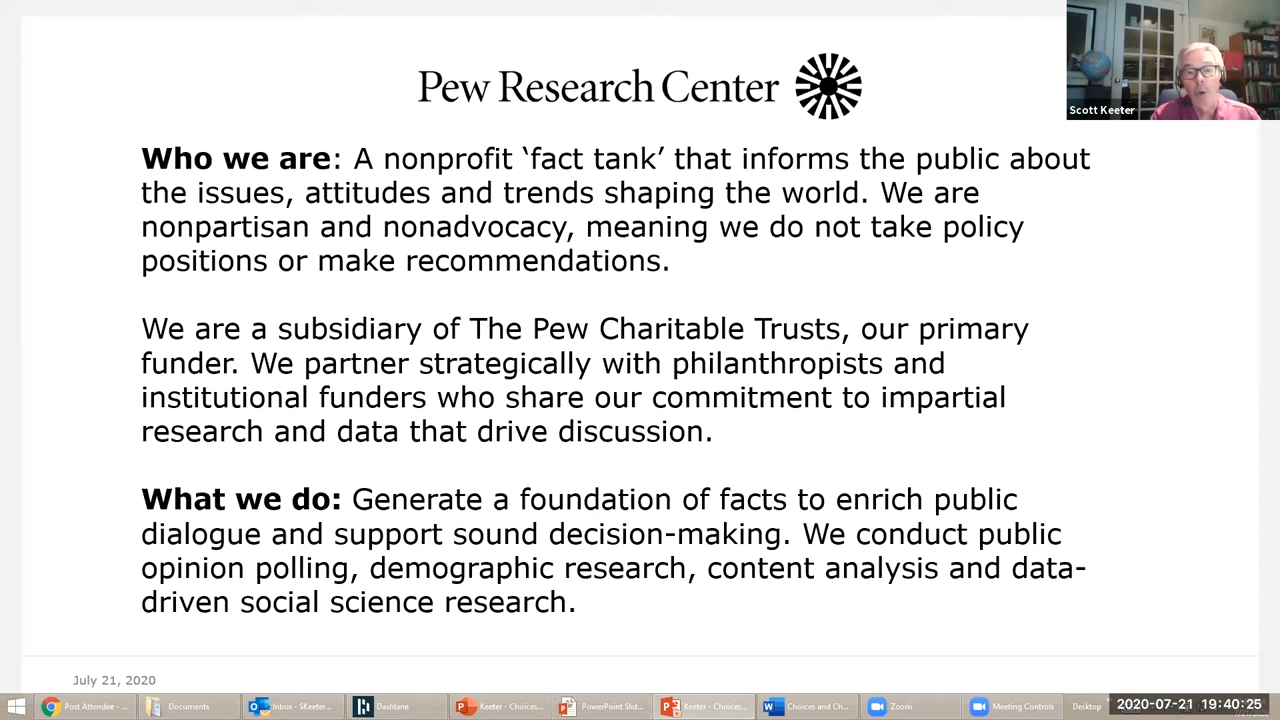 Pew Research Center
Scott Keeter
Who we are: A nonprofit ‘fact tank’ that informs the public about
the issues, attitudes and trends shaping the world. We are
nonpartisan and nonadvocacy, meaning we do not take policy
positions or make recommendations.
We are a subsidiary of The Pew Charitable Trusts, our primary
funder. We partner strategically with philanthropists and
institutional funders who share our commitment to impartial
research and data that drive discussion.
What we do: Generate a foundation of facts to enrich public
dialogue and support sound decision-making. We conduct public
opinion polling, demographic research, content analysis and data-
driven social science research.
July 21, 2020
Post Attendee - ...
Documents
Inbox - SKeeter...
Dashlane
Keeter - Choices...
PowerPoint Slid...
Keeter - Choices...
Choices and Ch...
Zoom
Meeting Controls
Desktop
2020-07-21 19:40:25